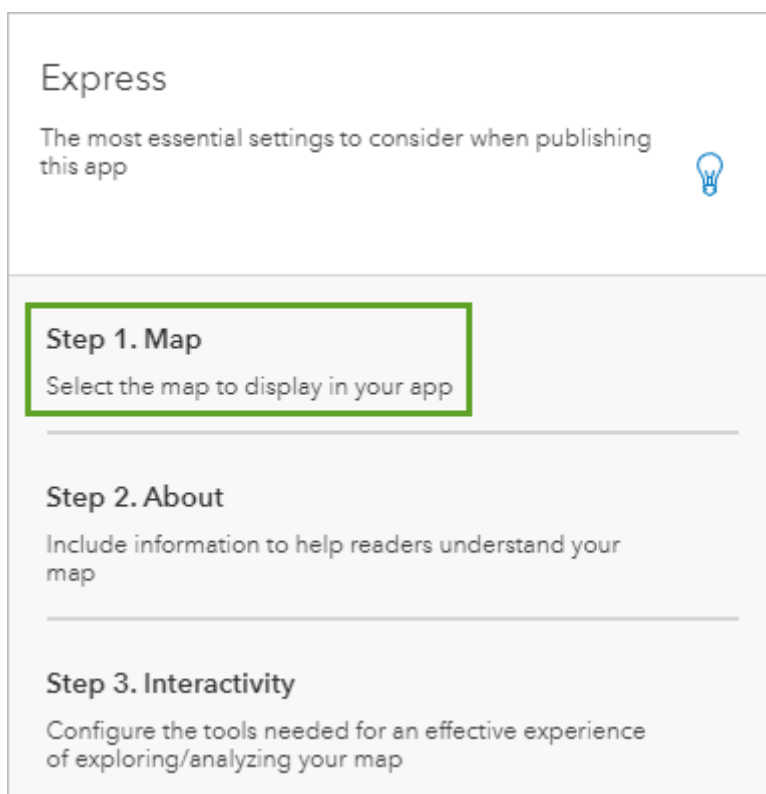 Express
The most essential settings to consider when publishing
this app
Step 1. Map
Select the map to display in your app
Step 2. About
Include information to help readers understand your
map
Step 3. Interactivity
Configure the tools needed for an effective experience
of exploring/analyzing your map